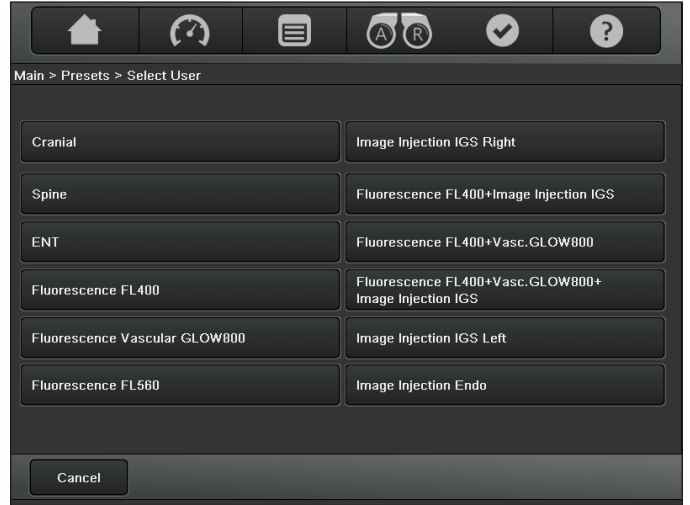 A R ?
Main > Presets > Select User
Cranial
Spine
ENT
Fluorescence FL400
Fluorescence Vascular GLOW800
Fluorescence FL560
Image Injection IGS Right
Fluorescence FL400+Image Injection IGS
Fluorescence FL400+Vasc.GLOW800
Fluorescence FL400+Vasc.GLOW800+
Image Injection IGS
Image Injection IGS Left
Image Injection Endo
Cancel